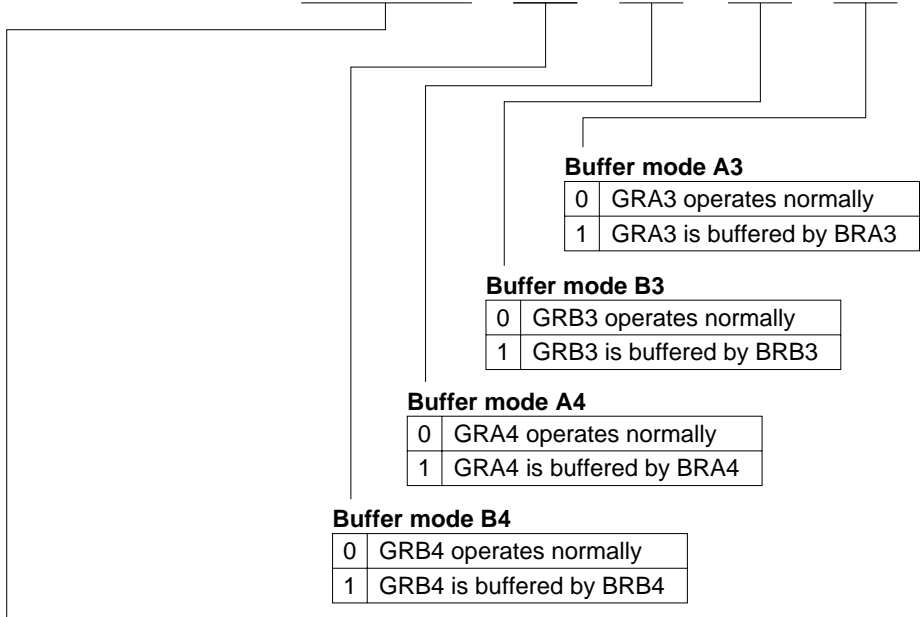 Buffer mode A3
0 GRA3 operates normally
1 GRA3 is buffered by BRA3
Buffer mode B3
0 GRB3 operates normally
1 GRB3 is buffered by BRB3
Buffer mode A4
0 GRA4 operates normally
1 GRA4 is buffered by BRA4
Buffer mode B4
0 GRB4 operates normally
1 GRB4 is buffered by BRB4